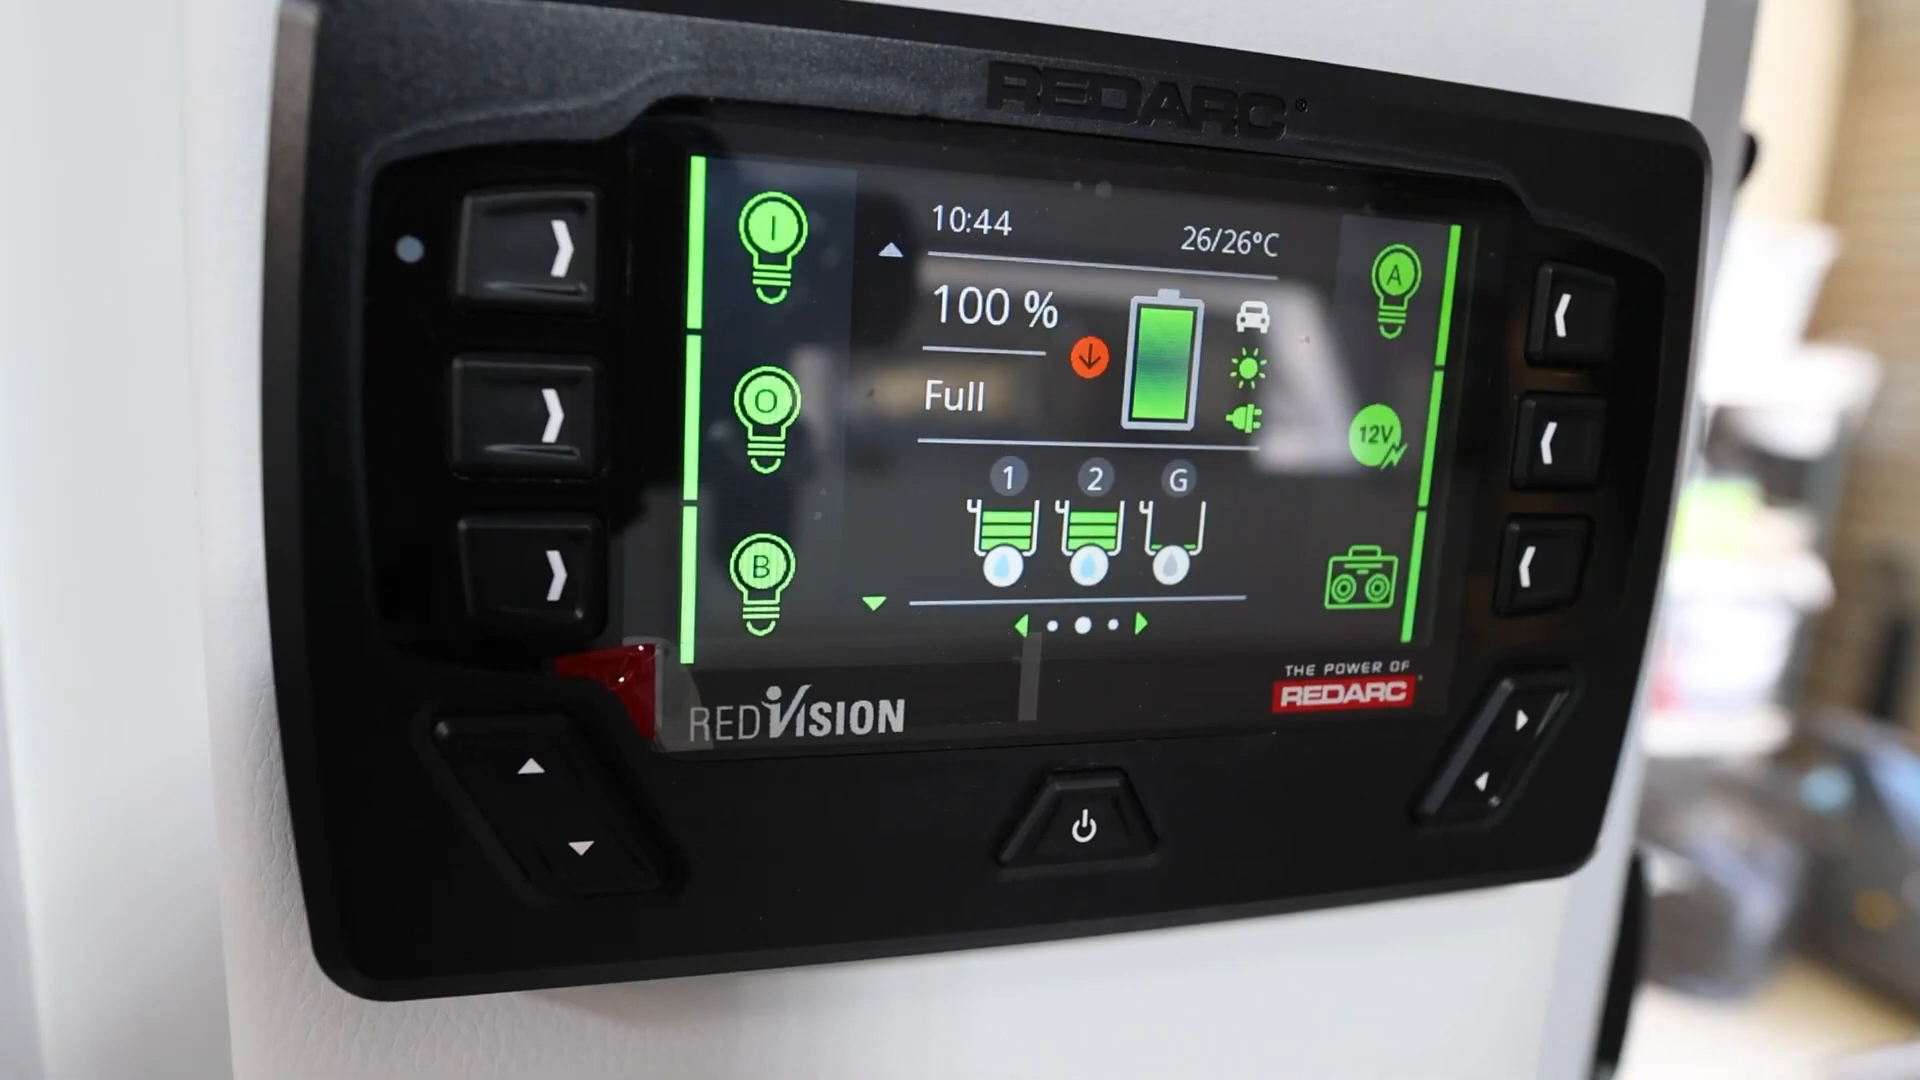 REDARC®
I
O
B
10:44
26/26°C
100 %
Full
1 2 G
A
12V
REDVISION
THE POWER OF
REDARC